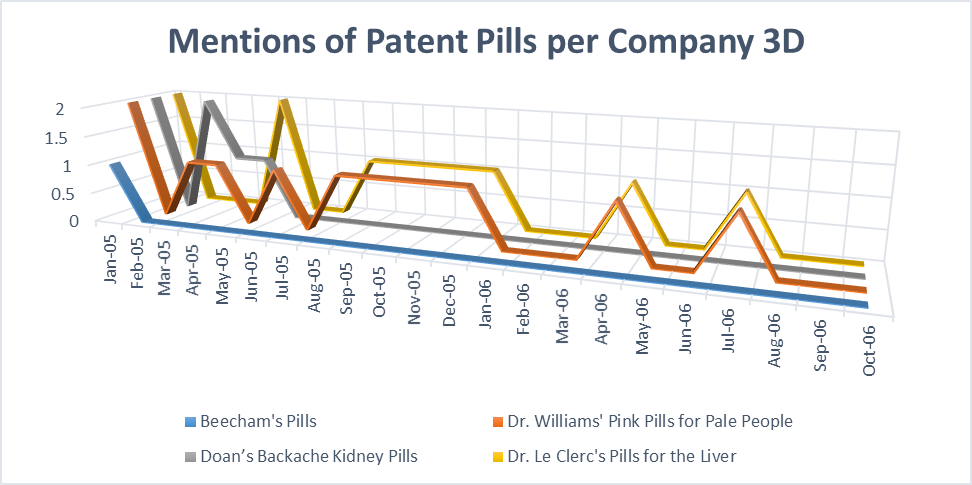 Mentions of Patent Pills per Company 3D
2
1.5
1
0.5
0
Jan-05
Feb-05
Mar-05
Apr-05
May-05
Jun-05
Jul-05
Aug-05
Sep-05
Oct-05
Nov-05
Dec-05
Jan-06
Feb-06
Mar-06
Apr-06
May-06
Jun-06
Jul-06
Aug-06
Sep-06
Oct-06
Beecham's Pills
Dr. Williams' Pink Pills for Pale People
Doan’s Backache Kidney Pills
Dr. Le Clerc's Pills for the Liver